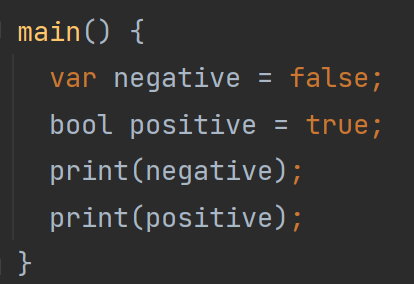 main() {
var negative = false;
bool positive = true;
print(negative);
print(positive);
}